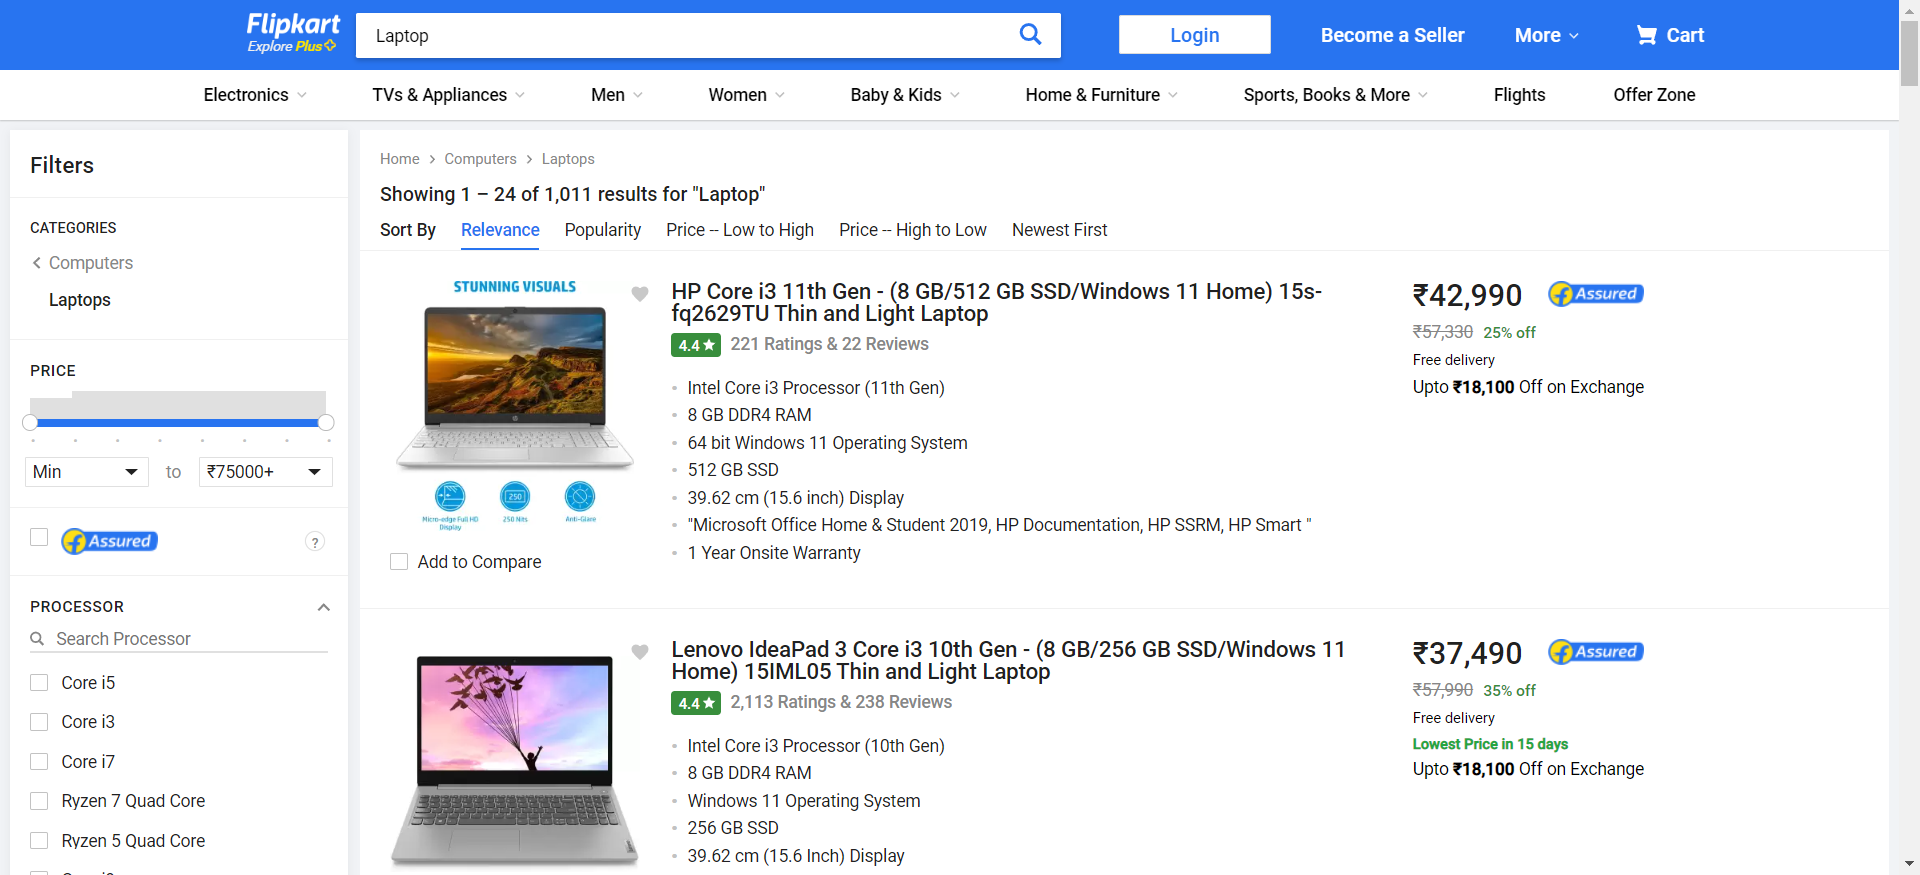 Flipkart
Explore Plus
Laptop
Login
Become a Seller
More
Cart
Electronics
TVs & Appliances
Men
Women
Baby & Kids
Home & Furniture
Sports, Books & More
Flights
Offer Zone
Filters
CATEGORIES
Computers
Laptops
PRICE
Min
to
₹75000+
f Assured
?
PROCESSOR
Search Processor
Core i5
Core i3
Core i7
Ryzen 7 Quad Core
Ryzen 5 Quad Core
Home > Computers > Laptops
Showing 1 – 24 of 1,011 results for "Laptop"
Sort By Relevance Popularity Price -- Low to High Price -- High to Low Newest First
STUNNING VISUALS
Micro-edge Full HD
Display
250
250 Nits
Anti-Glare
Add to Compare
HP Core i3 11th Gen - (8 GB/512 GB SSD/Windows 11 Home) 15s-
fq2629TU Thin and Light Laptop
4.4★ 221 Ratings & 22 Reviews
Intel Core i3 Processor (11th Gen)
8 GB DDR4 RAM
64 bit Windows 11 Operating System
512 GB SSD
39.62 cm (15.6 inch) Display
"Microsoft Office Home & Student 2019, HP Documentation, HP SSRM, HP Smart "
1 Year Onsite Warranty
₹42,990
f Assured
₹57,330 25% off
Free delivery
Upto ₹18,100 Off on Exchange
Lenovo IdeaPad 3 Core i3 10th Gen - (8 GB/256 GB SSD/Windows 11
Home) 15IML05 Thin and Light Laptop
4.4★ 2,113 Ratings & 238 Reviews
Intel Core i3 Processor (10th Gen)
8 GB DDR4 RAM
Windows 11 Operating System
256 GB SSD
39.62 cm (15.6 Inch) Display
₹37,490
f Assured
₹57,990 35% off
Free delivery
Lowest Price in 15 days
Upto ₹18,100 Off on Exchange